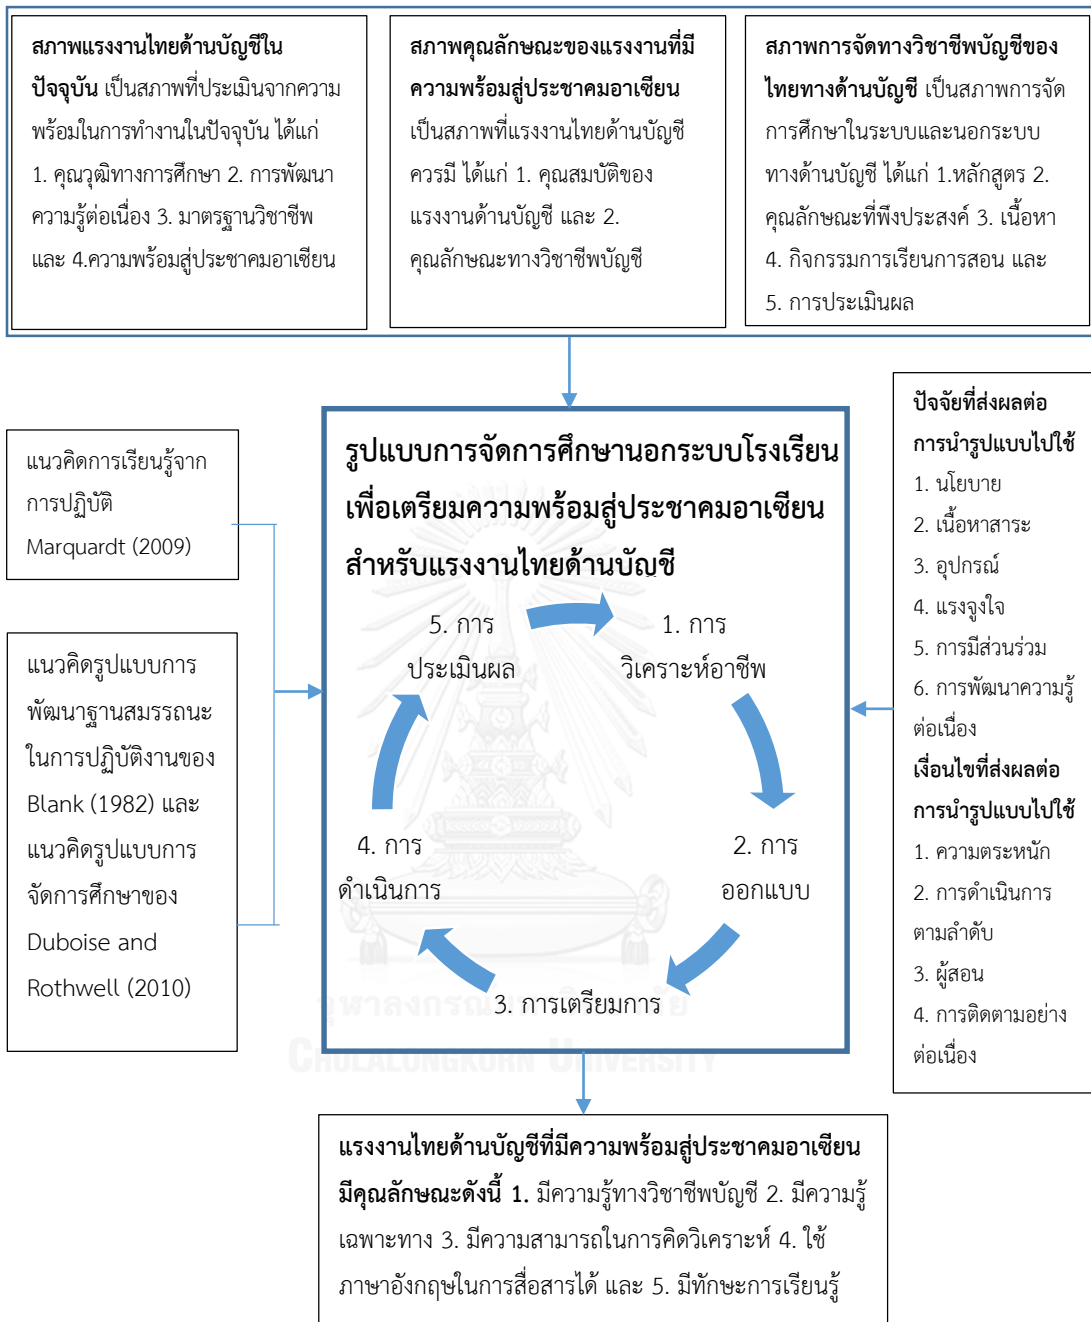 สภาพแรงงานไทยด้านบัญชีใน
ปัจจุบัน เป็นสภาพที่ประเมินจากความ
พร้อมในการทำงานในปัจจุบัน ได้แก่
1. คุณวุฒิทางการศึกษา 2. การพัฒนา
ความรู้ต่อเนื่อง 3. มาตรฐานวิชาชีพ
และ 4.ความพร้อมสู่ประชาคมอาเซียน
สภาพคุณลักษณะของแรงงานที่มี
ความพร้อมสู่ประชาคมอาเซียน
เป็นสภาพที่แรงงานไทยด้านบัญชี
ควรมี ได้แก่ 1. คุณสมบัติของ
แรงงานด้านบัญชี และ 2.
คุณลักษณะทางวิชาชีพบัญชี
สภาพการจัดทางวิชาชีพบัญชีของ
ไทยทางด้านบัญชี เป็นสภาพการจัด
การศึกษาในระบบและนอกระบบ
ทางด้านบัญชี ได้แก่ 1.หลักสูตร 2.
คุณลักษณะที่พึงประสงค์ 3. เนื้อหา
4. กิจกรรมการเรียนการสอน และ
5. การประเมินผล
แนวคิดการเรียนรู้จาก
การปฏิบัติ
Marquardt (2009)
แนวคิดรูปแบบการ
พัฒนาฐานสมรรถนะ
ในการปฏิบัติงานของ
Blank (1982) และ
แนวคิดรูปแบบการ
จัดการศึกษาของ
Duboise and
Rothwell (2010)
รูปแบบการจัดการศึกษานอกระบบโรงเรียน
เพื่อเตรียมความพร้อมสู่ประชาคมอาเซียน
สำหรับแรงงานไทยด้านบัญชี
5. การ
ประเมินผล
1. การ
วิเคราะห์อาชีพ
4. การ
ดำเนินการ
2. การ
ออกแบบ
3. การเตรียมการ
จุฬาลงกรณ์มหาวิทยาลัย
CHULALONGKORN UNIVERSITY
ปัจจัยที่ส่งผลต่อ
การนำรูปแบบไปใช้
1. นโยบาย
2. เนื้อหาสาระ
3. อุปกรณ์
4. แรงจูงใจ
5. การมีส่วนร่วม
6. การพัฒนาความรู้
ต่อเนื่อง
เงื่อนไขที่ส่งผลต่อ
การนำรูปแบบไปใช้
1. ความตระหนัก
2. การดำเนินการ
ตามลำดับ
3. ผู้สอน
4. การติดตามอย่าง
ต่อเนื่อง
แรงงานไทยด้านบัญชีที่มีความพร้อมสู่ประชาคมอาเซียน
มีคุณลักษณะดังนี้ 1. มีความรู้ทางวิชาชีพบัญชี 2. มีความรู้
เฉพาะทาง 3. มีความสามารถในการคิดวิเคราะห์ 4. ใช้
ภาษาอังกฤษในการสื่อสารได้ และ 5. มีทักษะการเรียนรู้